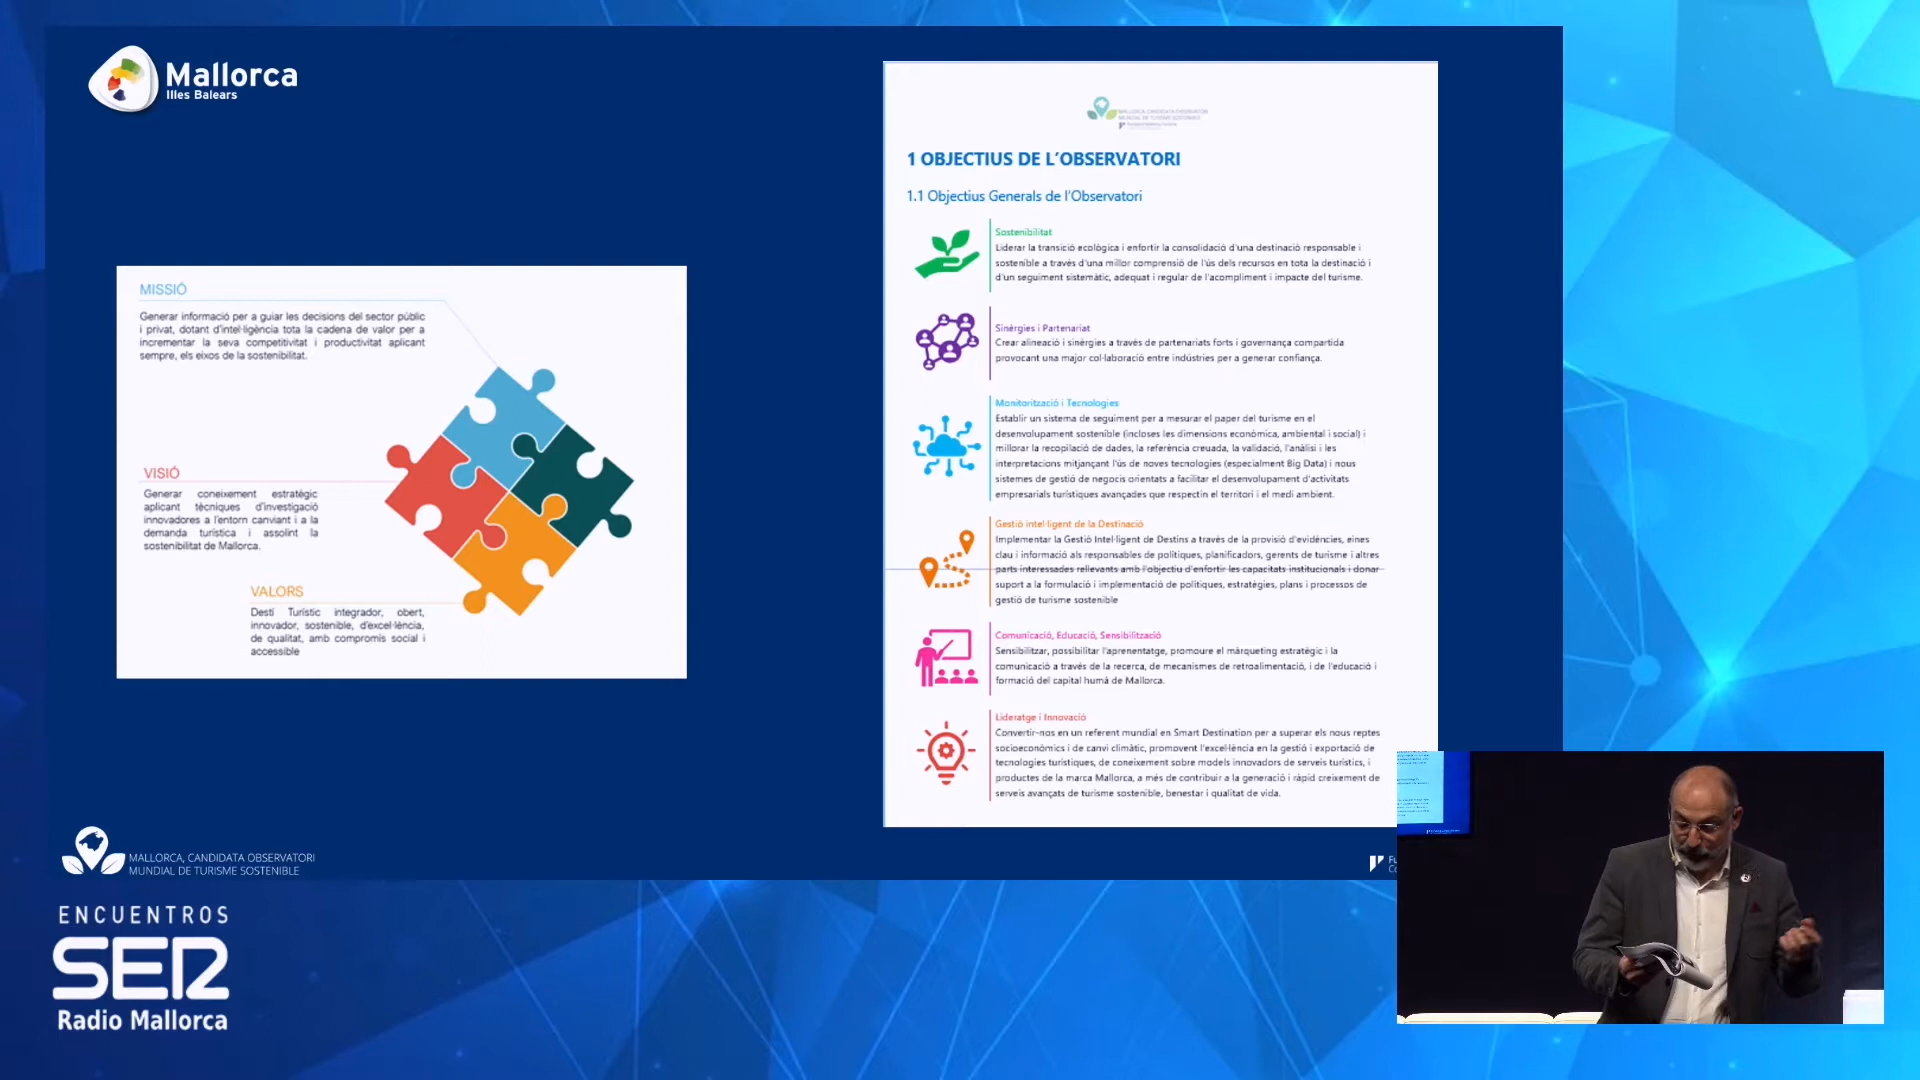 Mallorca
Illes Balears
MISSIÓ
Generar informació per a guiar les decisions del sector públic
i privat, dotant d'intel·ligència tota la cadena de valor per a
incrementar la seva competitivitat i productivitat aplicant
sempre, els eixos de la sostenibilitat.
VISIÓ
Generar coneixement estratègic
aplicant tècniques d'investigació
innovadores a l'entorn canviant i a la
demanda turística i assolint la
sostenibilitat de Mallorca.
VALORS
Destí Turístic integrador, obert,
innovador, sostenible, d'excel·lència,
de qualitat, amb compromís social i
accessible
MALLORCA, CANDIDATA OBSERVATORI
MUNDIAL DE TURISME SOSTENIBLE
1 OBJECTIUS DE L'OBSERVATORI
1.1 Objectius Generals de l'Observatori
Sostenibilitat
Liderar la transició ecològica i enfortir la consolidació d'una destinació responsable i
sostenible a través d'una millor comprensió de l'ús dels recursos en tota la destinació i
d'un seguiment sistemàtic, adequat i regular de l'acompliment i impacte del turisme.
Sinèrgies i Partenariat
Crear alineació i sinèrgies a través de partenariats forts i governança compartida
provocant una major col·laboració entre indústries per a generar confiança.
Monitorització i Tecnologies
Establir un sistema de seguiment per a mesurar el paper del turisme en el
desenvolupament sostenible (incloses les dimensions econòmica, ambiental i social) i
millorar la recopilació de dades, la referència creuada, la validació, l'anàlisi i les
interpretacions mitjançant l'ús de noves tecnologies (especialment Big Data) i nous
sistemes de gestió de negocis orientats a facilitar el desenvolupament d'activitats
empresarials turístiques avançades que respectin el territori i el medi ambient.
Gestió intel·ligent de la Destinació
Implementar la Gestió Intel·ligent de Destins a través de la provisió d'evidències, eines
clau i informació als responsables de polítiques, planificadors, gerents de turisme i altres
parts interessades rellevants amb l'objectiu d'enfortir les capacitats institucionals i donar
suport a la formulació i implementació de polítiques, estratègies, plans i processos de
gestió de turisme sostenible
Comunicació, Educació, Sensibilització
Sensibilitzar, possibilitar l'aprenentatge, promoure el màrqueting estratègic i la
comunicació a través de la recerca, de mecanismes de retroalimentació, i de l'educació i
formació del capital humà de Mallorca.
Lideratge i Innovació
Convertir-nos en un referent mundial en Smart Destination per a superar els nous reptes
socioeconòmics i de canvi climàtic, promovent l'excel·lència en la gestió i exportació de
tecnologies turístiques, de coneixement sobre models innovadors de serveis turístics, i
productes de la marca Mallorca, a més de contribuir a la generació i ràpid creixement de
serveis avançats de turisme sostenible, benestar i qualitat de vida.
MALLORCA, CANDIDATA OBSERVATORI
MUNDIAL DE TURISME SOSTENIBLE
ENCUENTROS
SER
Radio Mallorca